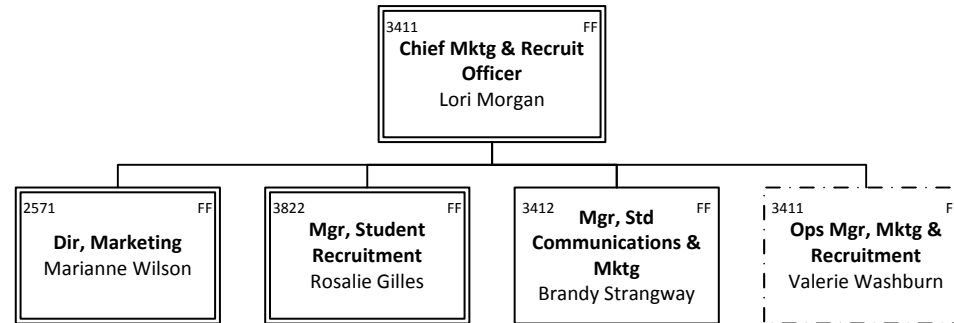 3411 FF
Chief Mktg & Recruit
Officer
Lori Morgan
2571 FF
Dir, Marketing
Marianne Wilson
3822 FF
Mgr, Student
Recruitment
Rosalie Gilles
3412 FF
Mgr, Std
Communications &
Mktg
Brandy Strangway
3411 F
Ops Mgr, Mktg &
Recruitment
Valerie Washburn